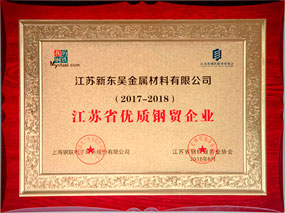 江苏新东吴金属材料有限公司
(2017-2018)
江苏省优质钢贸企业
上海钢联电子商务股份有限公司
江苏省钢铁贸易业协会